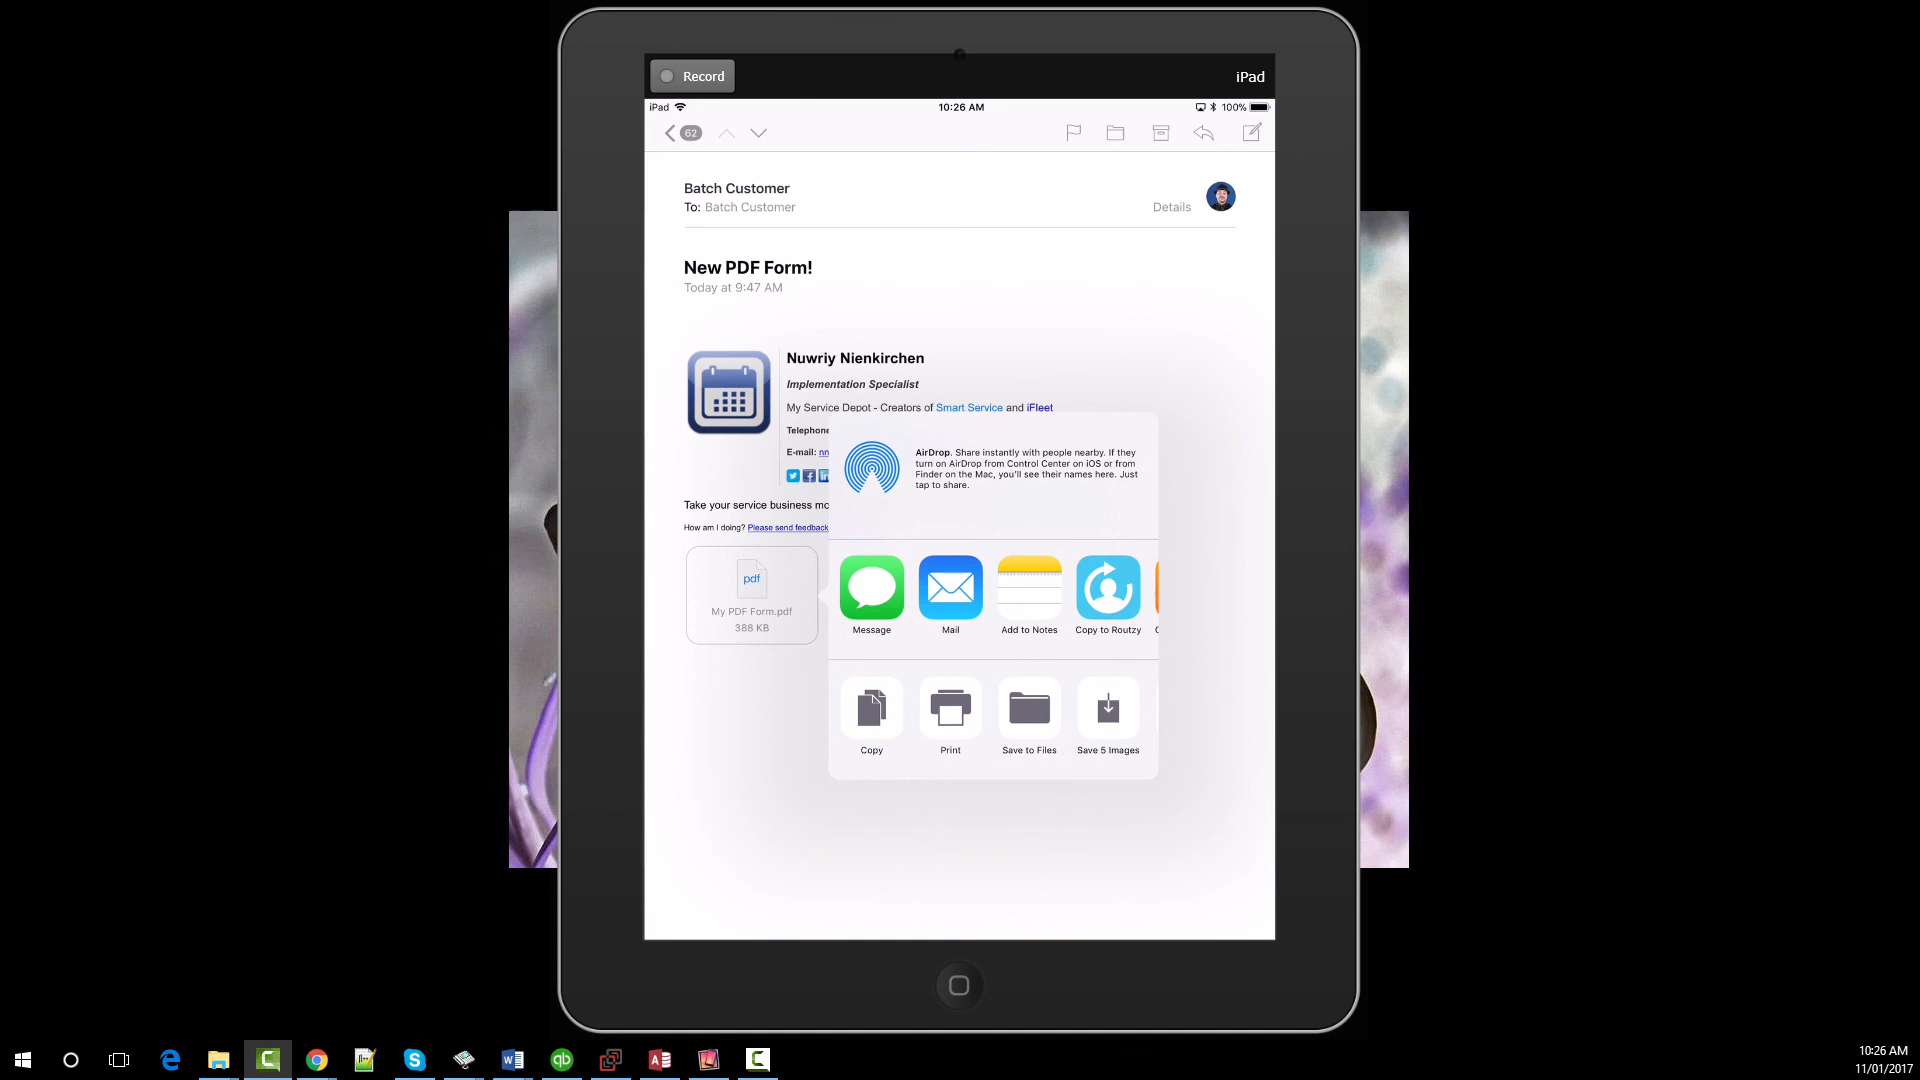 Record
iPad
iPad 10:26 AM 100%
62
Batch Customer
To: Batch Customer
Details
New PDF Form!
Today at 9:47 AM
Nuwriy Nienkirchen
Implementation Specialist
My Service Depot - Creators of Smart Service and iFleet
Telephone
E-mail: nn
Take your service business mo
How am I doing? Please send feedback
pdf
My PDF Form.pdf
388 KB
AirDrop. Share instantly with people nearby. If they
turn on AirDrop from Control Center on iOS or from
Finder on the Mac, you'll see their names here. Just
tap to share.
Message Mail Add to Notes Copy to Routzy
Copy Print Save to Files Save 5 Images
10:26 AM
11/01/2017